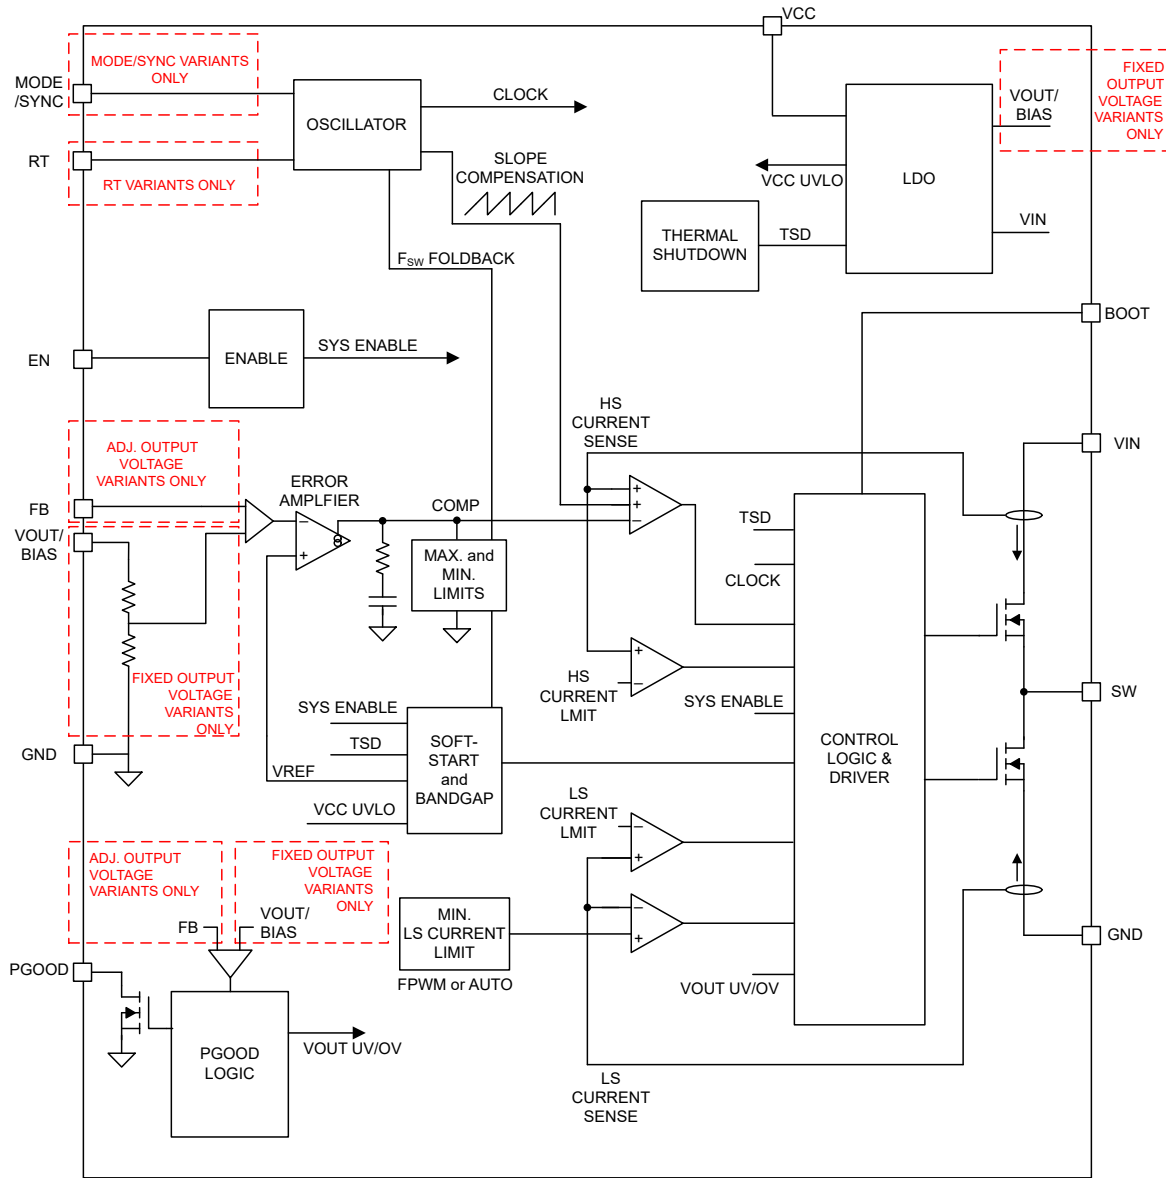 VCC
MODE/SYNC VARIANTS
ONLY
MODE
/SYNC
OSCILLATOR
CLOCK
FIXED
OUTPUT
VOLTAGE
VARIANTS
ONLY
VOUT/
BIAS
RT
RT VARIANTS ONLY
SLOPE
COMPENSATION
VCC UVLO
LDO
THERMAL
SHUTDOWN
TSD
VIN
FSW FOLDBACK
BOOT
EN
ENABLE
SYS ENABLE
HS
CURRENT
SENSE
VIN
ADJ. OUTPUT
VOLTAGE
VARIANTS ONLY
ERROR
AMPLFIER
FB
COMP
VOUT/
BIAS
MAX. and
MIN.
LIMITS
TSD
CLOCK
FIXED OUTPUT
VOLTAGE
VARIANTS
ONLY
HS
CURRENT
LMIT
SYS ENABLE
SW
SYS ENABLE
TSD
VREF
VCC UVLO
SOFT-
START
and
BANDGAP
GND
CONTROL
LOGIC &
DRIVER
LS
CURRENT
LMIT
ADJ. OUTPUT
VOLTAGE
VARIANTS ONLY
FIXED OUTPUT
VOLTAGE
VARIANTS
ONLY
FB
VOUT/
BIAS
MIN.
LS CURRENT
LIMIT
FPWM or AUTO
GND
PGOOD
VOUT UV/OV
PGOOD
LOGIC
VOUT UV/OV
LS
CURRENT
SENSE